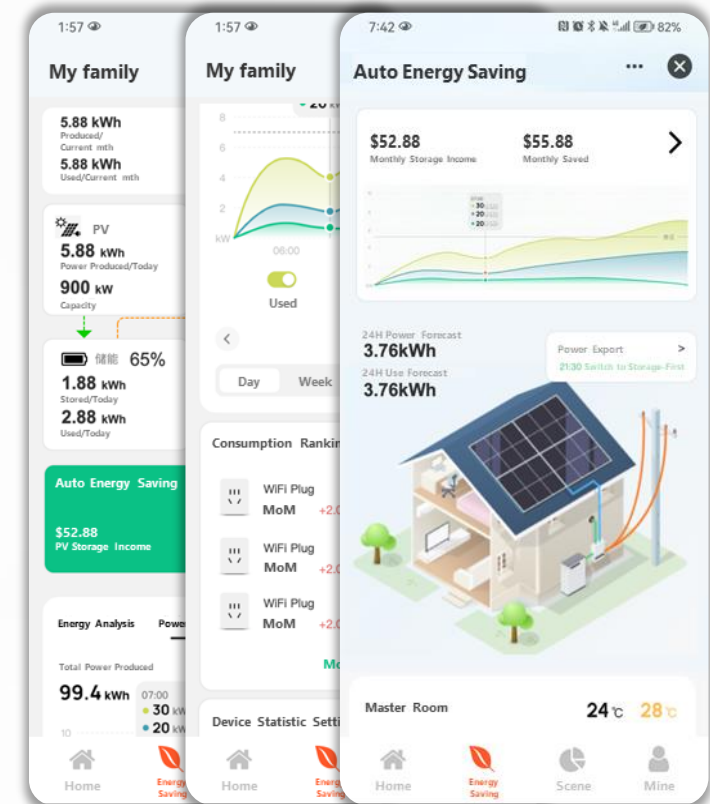 1:57
My family
5.88 kWh
Produced/
Current mth
5.88 kWh
Used/Current mth
PV
5.88 kWh
Power Produced/Today
900 kW
Capacity
储能 65%
1.88 kWh
Stored/Today
2.88 kWh
Used/Today
Auto Energy Saving
$52.88
PV Storage Income
Energy Analysis
Total Power Produced
99.4 kWh
07:00
30
20
10
Home
Energy
Saving
1:57
My family
20
8
6
4
2
kW
06:00
Used
Day Week
Consumption
WiFi Plug
MoM
WiFi Plug
MoM
WiFi Plug
MoM
Device Statistic
Home
7:42
82%
Auto Energy Saving
$52.88 $55.88
Monthly Storage Income Monthly Saved
30
20
20
24H Power Forecast
3.76kWh
24H Use Forecast
3.76kWh
Power Export >
21:30 Switch to Storage-First
Master Room 24℃ 28℃
Home Energy Scene Mine
Saving